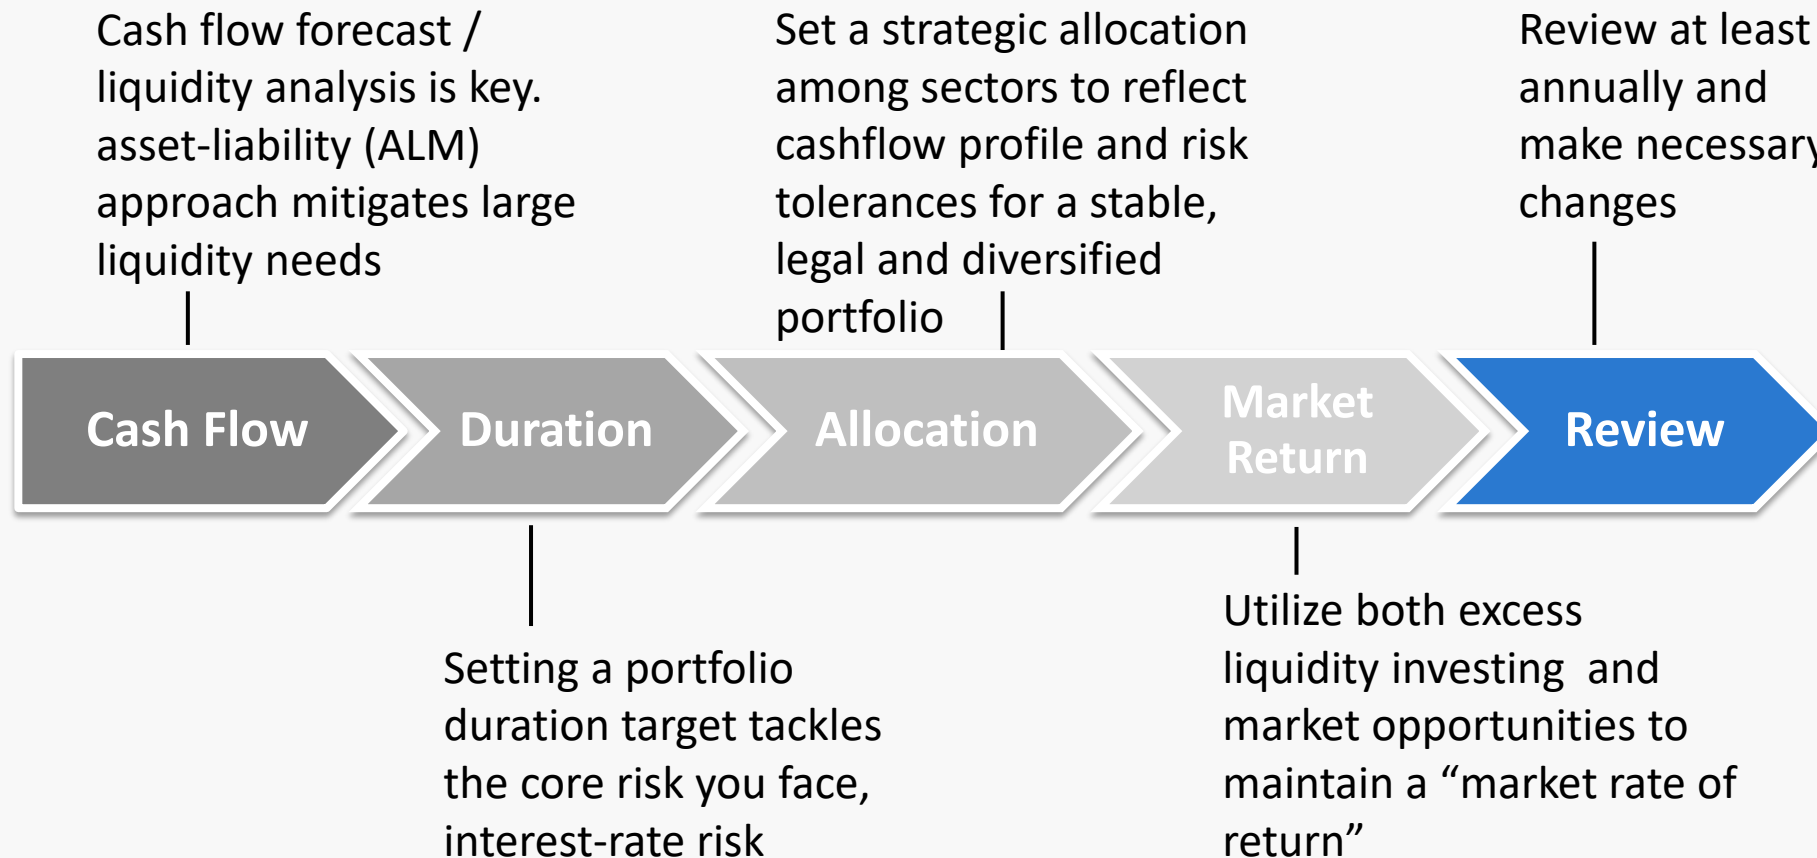 Cash flow forecast /
liquidity analysis is key.
asset-liability (ALM)
approach mitigates large
liquidity needs
Set a strategic allocation
among sectors to reflect
cashflow profile and risk
tolerances for a stable,
legal and diversified
portfolio
Review at least
annually and
make necessary
changes
Cash Flow
Duration
Allocation
Market
Return
Review
Setting a portfolio
duration target tackles
the core risk you face,
interest-rate risk
Utilize both excess
liquidity investing  and
market opportunities to
maintain a “market rate of
return”